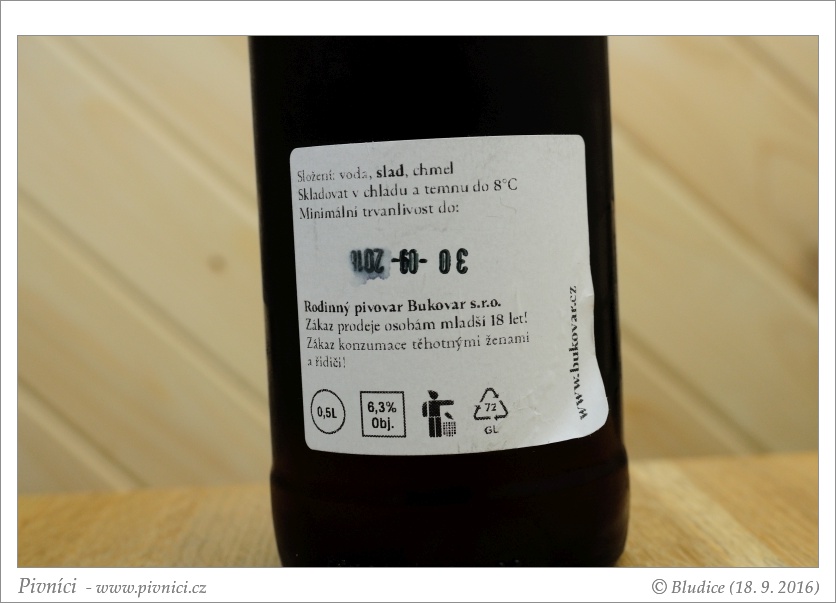 Složení: voda, slad, chmel
Skladovat v chladu a temnu do 8°C
Minimální trvanlivost do:
30 -09- 2016
Rodinný pivovar Bukovar s.r.o.
Zákaz prodeje osobám mladší 18 let!
Zákaz konzumace těhotnými ženami
a řidiči!
www.bukovar.cz
0,5L
6,3%
Obj.
72
GL
Pivníci - www.pivnici.cz
© Bludice (18. 9. 2016)